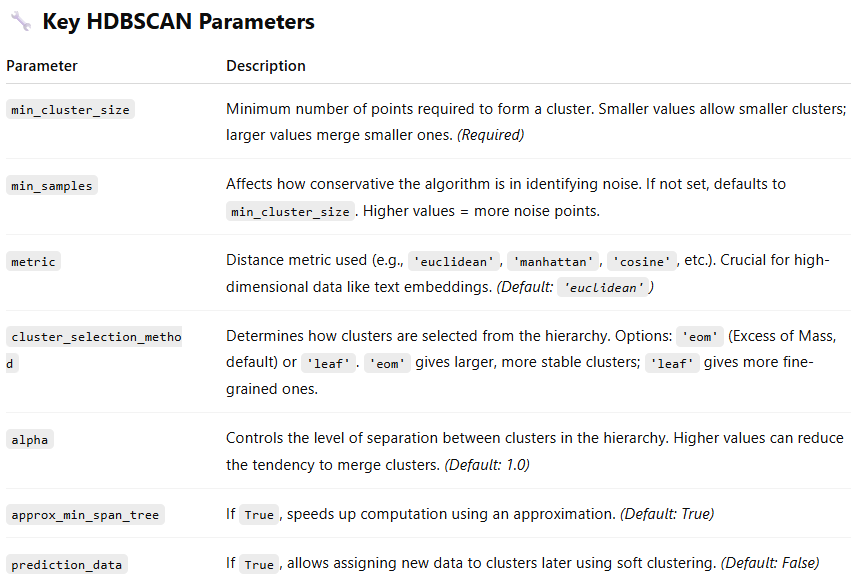 🔧 Key HDBSCAN Parameters
Parameter Description
min_cluster_size Minimum number of points required to form a cluster. Smaller values allow smaller clusters;
larger values merge smaller ones. (Required)
min_samples Affects how conservative the algorithm is in identifying noise. If not set, defaults to
min_cluster_size. Higher values = more noise points.
metric Distance metric used (e.g., 'euclidean', 'manhattan', 'cosine', etc.). Crucial for high-
dimensional data like text embeddings. (Default: 'euclidean')
cluster_selection_metho Determines how clusters are selected from the hierarchy. Options: 'eom' (Excess of Mass,
d default) or 'leaf'. 'eom' gives larger, more stable clusters; 'leaf' gives more fine-
grained ones.
alpha Controls the level of separation between clusters in the hierarchy. Higher values can reduce
the tendency to merge clusters. (Default: 1.0)
approx_min_span_tree If True, speeds up computation using an approximation. (Default: True)
prediction_data If True, allows assigning new data to clusters later using soft clustering. (Default: False)